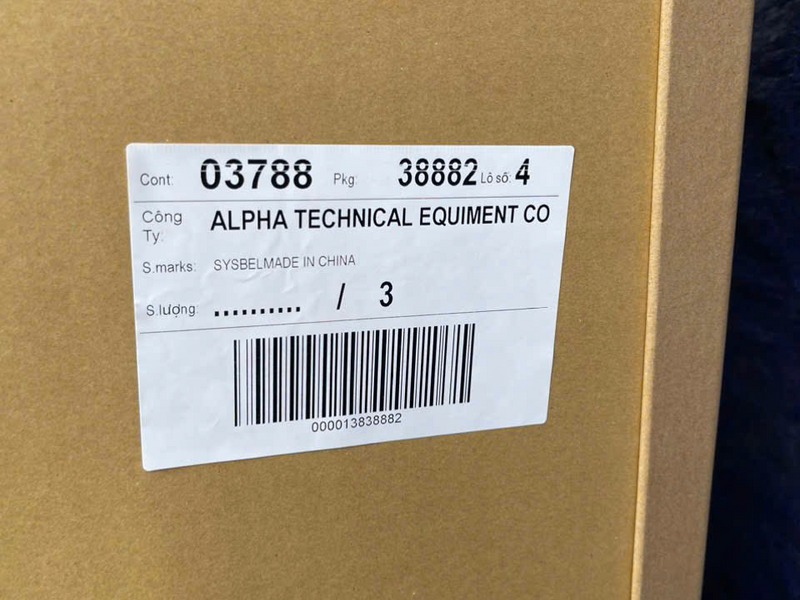 Cont: 03788 Pkg: 38882 Lô số: 4
Công Ty: ALPHA TECHNICAL EQUIMENT CO
S.marks: SYSBELMADE IN CHINA
S.lượng: .......... / 3
000013838882